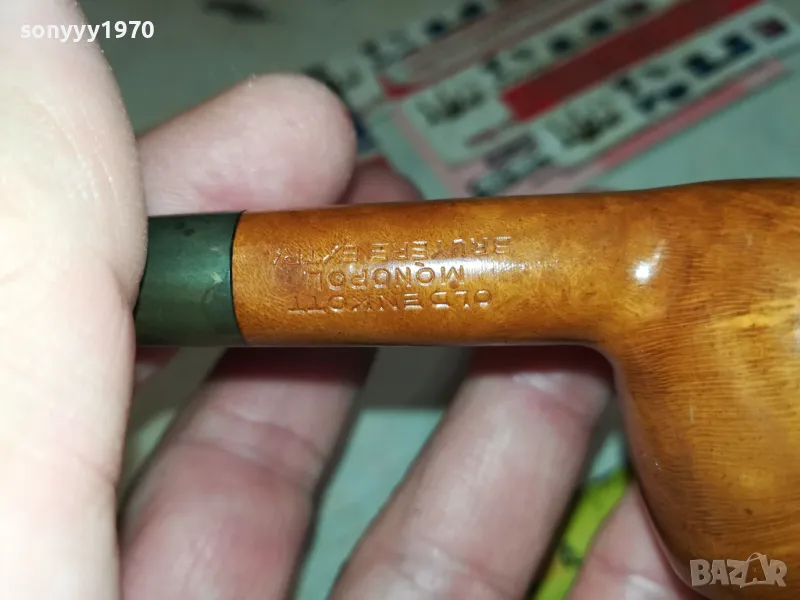 sonyyy1970
OLDENKOTT
MONOPOL
BRUYERE EXTRA
BAZAR